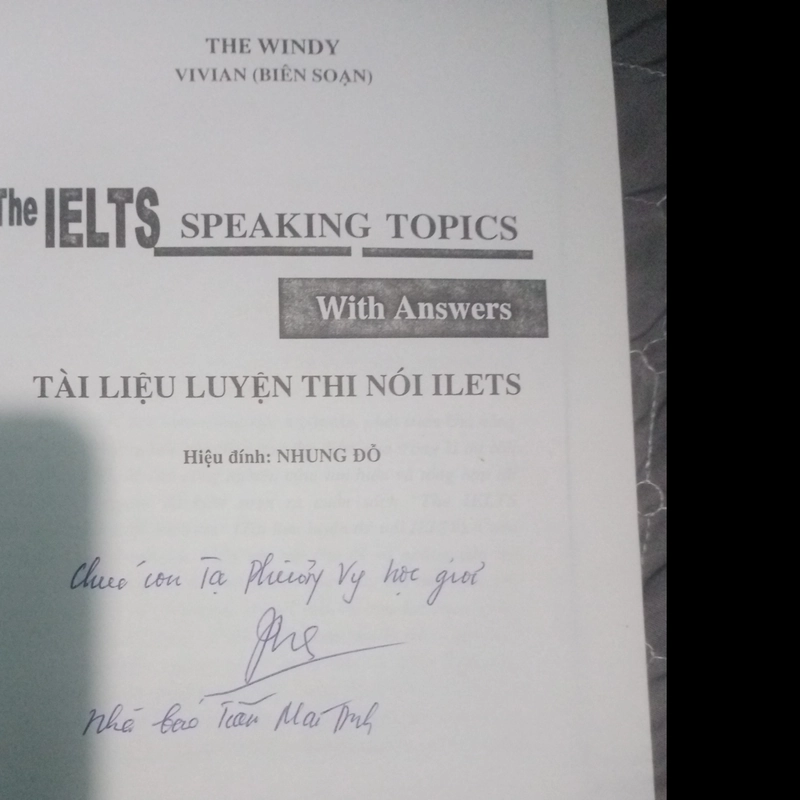 THE WINDY
VIVIAN (BIÊN SOẠN)
The IELTS SPEAKING TOPICS
With Answers
TÀI LIỆU LUYỆN THI NÓI ILETS
Hiệu đính: NHUNG ĐỖ
Chúc con Tạ Phương Vy học giỏi
Nhà báo Trần Mai